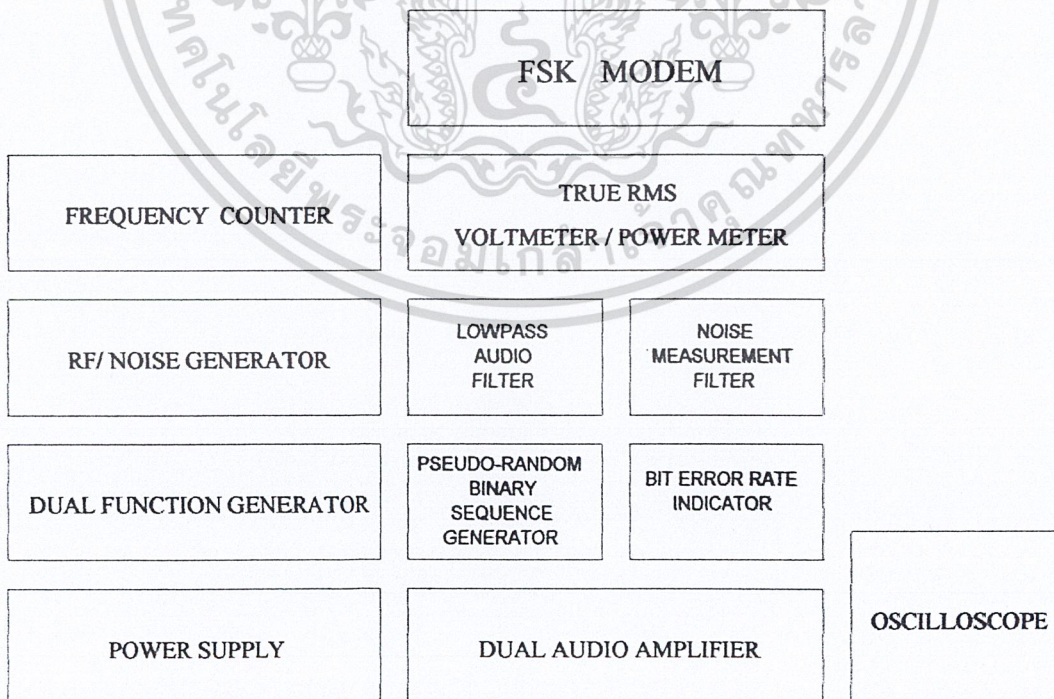 FSK MODEM
FREQUENCY COUNTER
TRUE RMS
VOLTMETER / POWER METER
RF/ NOISE GENERATOR
LOWPASS
AUDIO
FILTER
NOISE
MEASUREMENT
FILTER
DUAL FUNCTION GENERATOR
PSEUDO-RANDOM
BINARY
SEQUENCE
GENERATOR
BIT ERROR RATE
INDICATOR
POWER SUPPLY
DUAL AUDIO AMPLIFIER
OSCILLOSCOPE